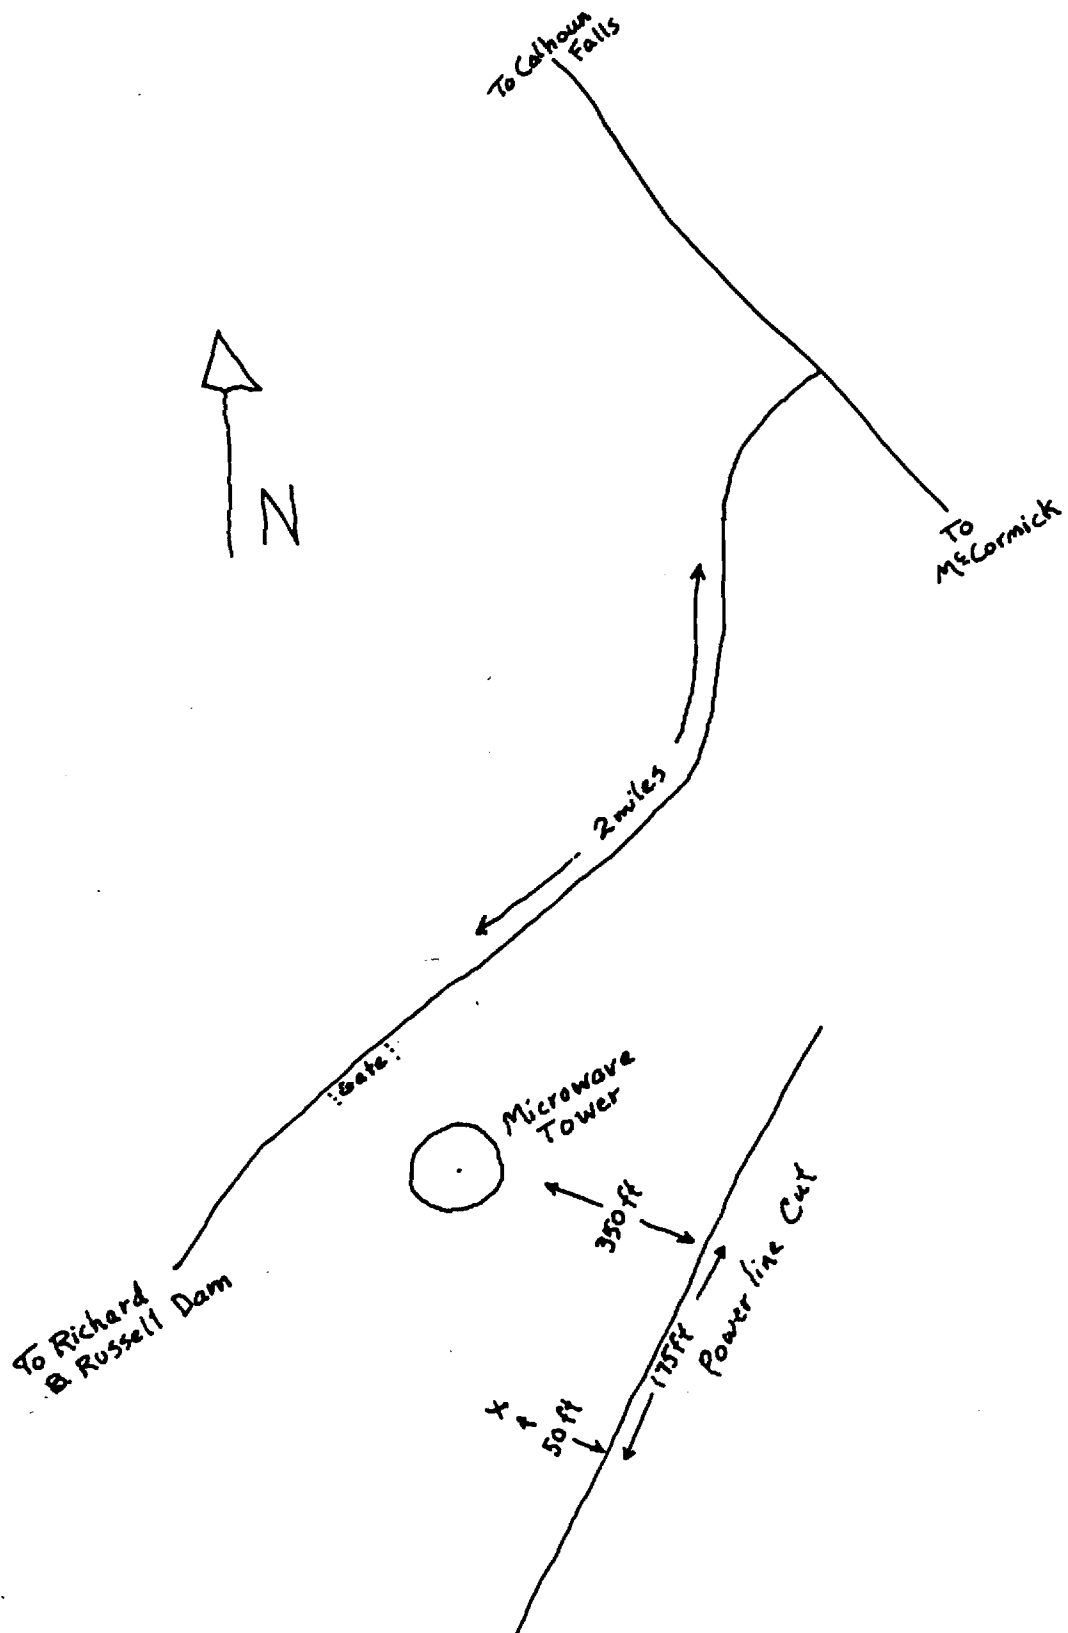 To Calhoun
Falls
N
To
McCormick
2 miles
Gate
Microwave
Tower
350 ft
Power line Cut
175 ft
To Richard
B. Russell Dam
X
50 ft